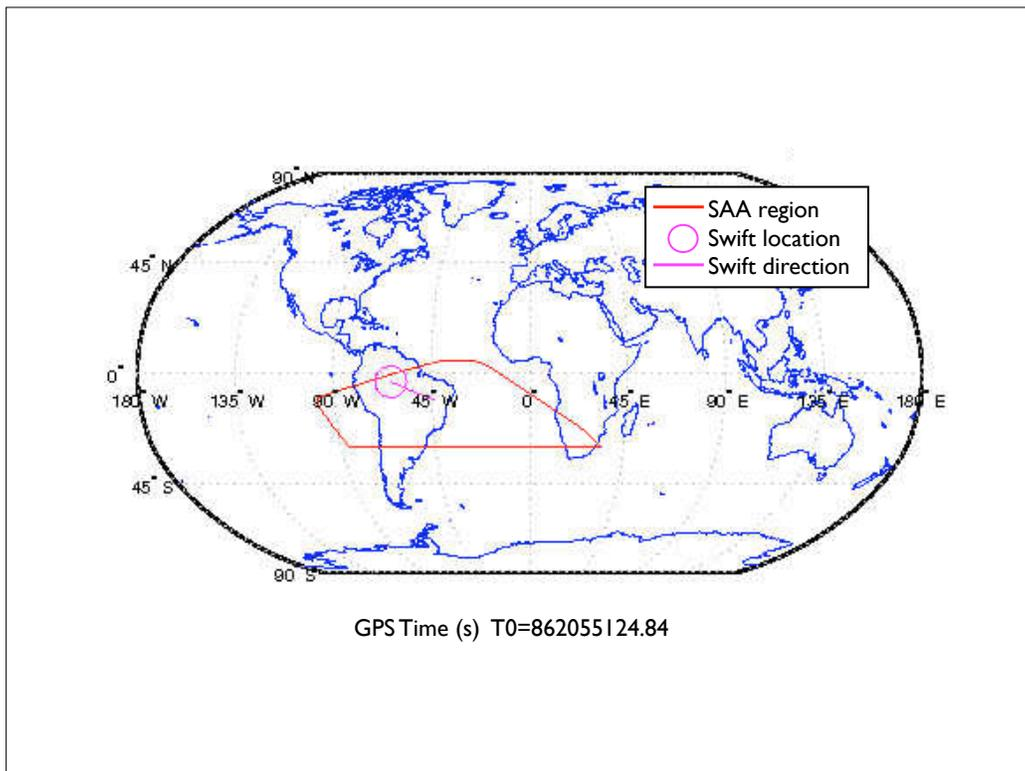 90° N
SAA region
Swift location
Swift direction
45° N
0°
180° W
135° W
90° W
45° W
0°
45° E
90° E
135° E
180° E
45° S
90° S
GPS Time (s) T0=862055124.84